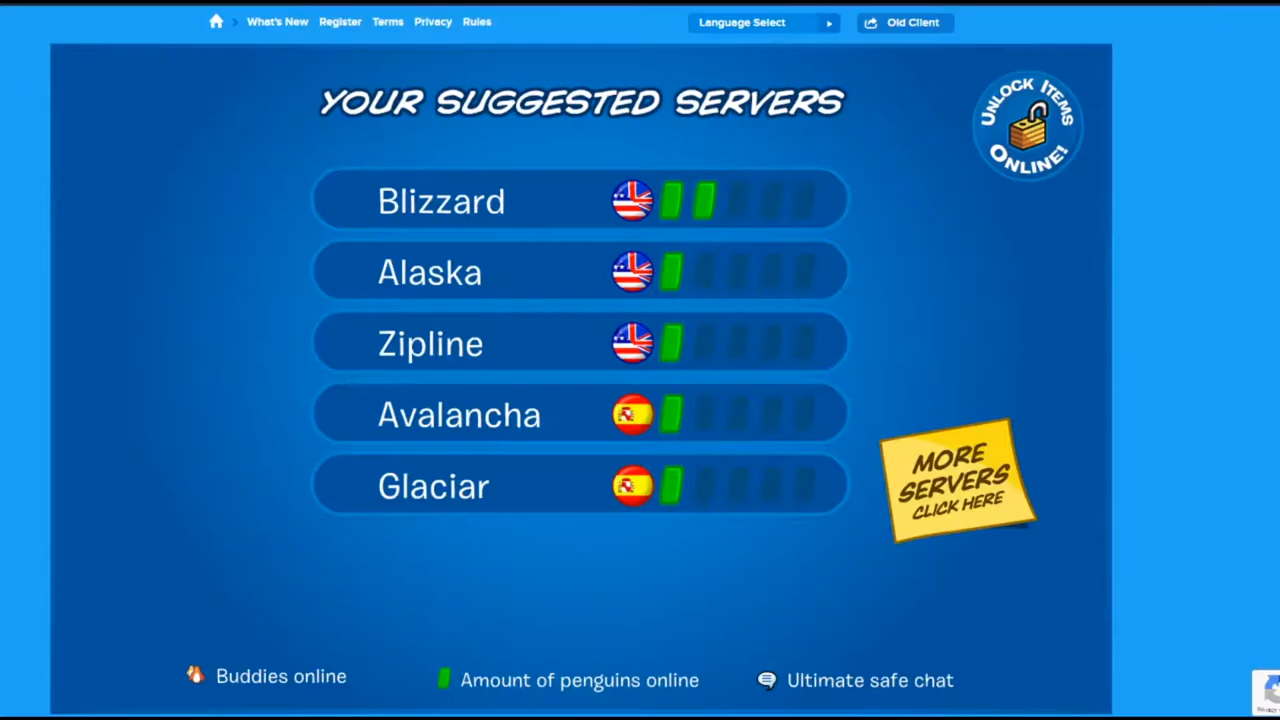 What's New Register Terms Privacy Rules
Language Select
Old Client
YOUR SUGGESTED SERVERS
UNLOCK ITEMS
ONLINE!
Blizzard
Alaska
Zipline
Avalancha
Glaciar
MORE
SERVERS
CLICK HERE
Buddies online
Amount of penguins online
Ultimate safe chat
Privacy